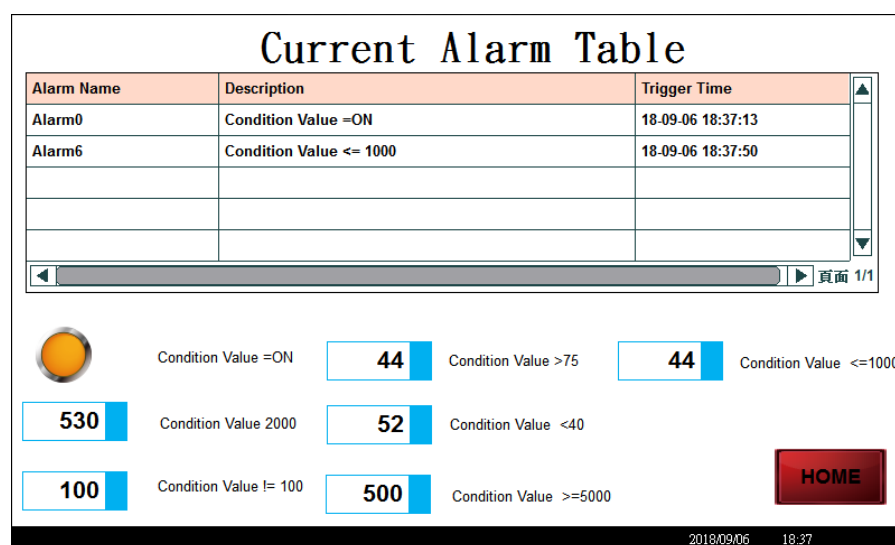 Current Alarm Table
Alarm Name Description Trigger Time
Alarm0 Condition Value =ON 18-09-06 18:37:13
Alarm6 Condition Value <= 1000 18-09-06 18:37:50
頁面 1/1
Condition Value =ON 44 Condition Value >75 44 Condition Value <=1000
530 Condition Value 2000 52 Condition Value <40
100 Condition Value != 100 500 Condition Value >=5000
HOME
2018/09/06 18:37